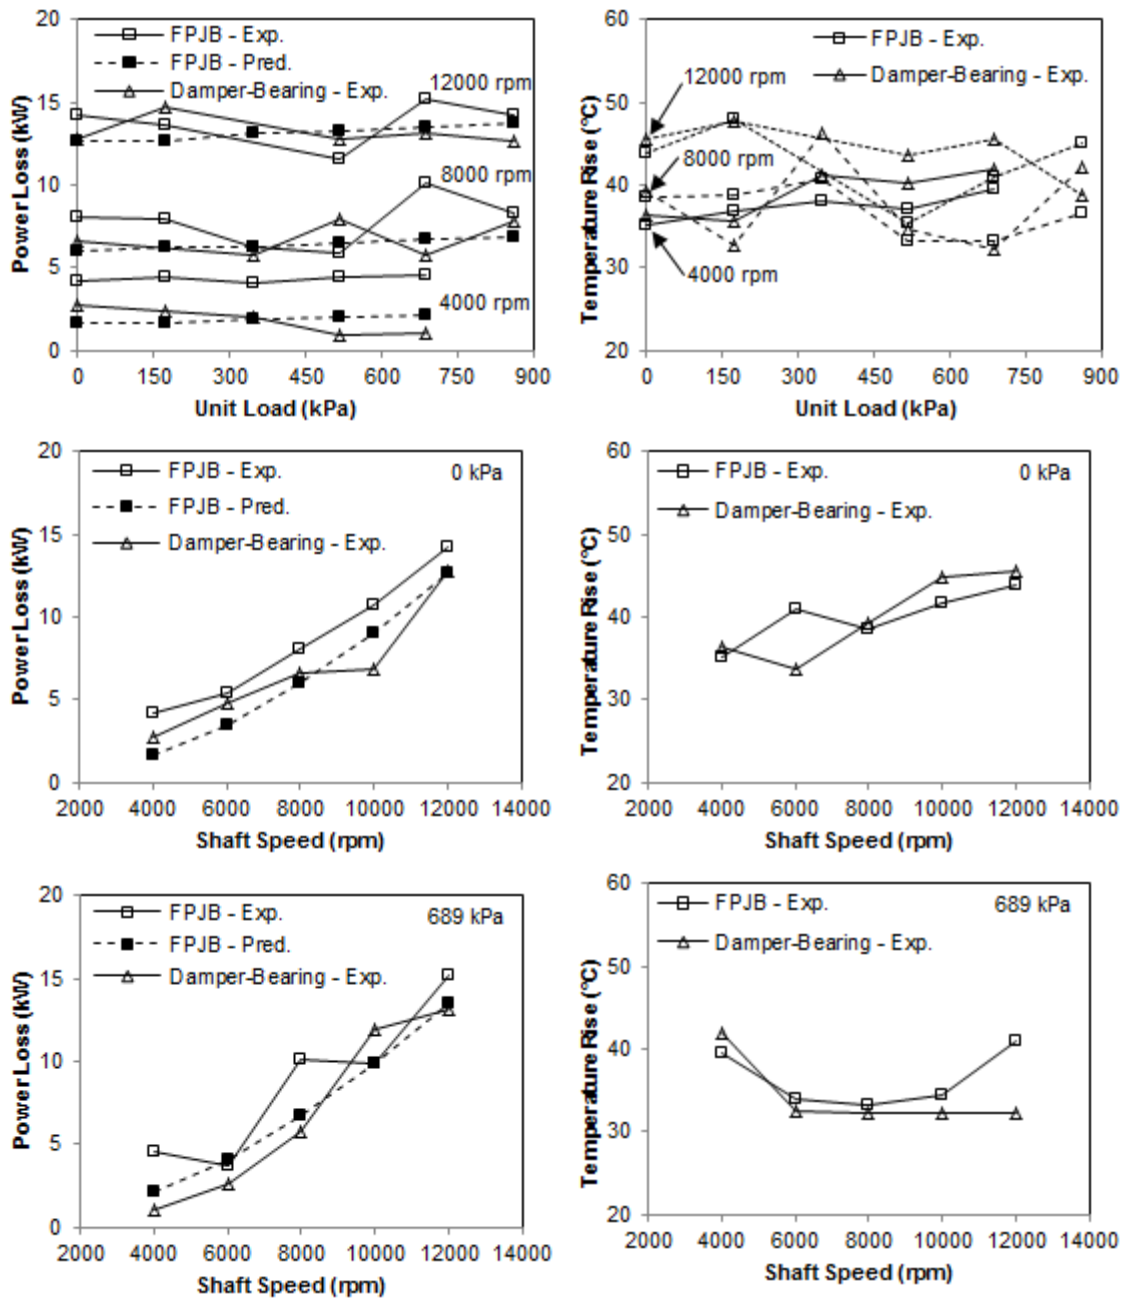 20
FPJB - Exp.
FPJB - Pred.
Damper-Bearing - Exp.
12000 rpm
15
10
8000 rpm
5
4000 rpm
0
0 150 300 450 600 750 900
Unit Load (kPa)
Power Loss (kW)
60
FPJB - Exp.
Damper-Bearing - Exp.
12000 rpm
50
8000 rpm
40
30
4000 rpm
20
0 150 300 450 600 750 900
Unit Load (kPa)
Temperature Rise (°C)
20
FPJB - Exp.
0 kPa
FPJB - Pred.
Damper-Bearing - Exp.
15
10
5
0
2000 4000 6000 8000 10000 12000 14000
Shaft Speed (rpm)
Power Loss (kW)
60
FPJB - Exp.
0 kPa
Damper-Bearing - Exp.
50
40
30
20
2000 4000 6000 8000 10000 12000 14000
Shaft Speed (rpm)
Temperature Rise (°C)
20
FPJB - Exp.
689 kPa
FPJB - Pred.
Damper-Bearing - Exp.
15
10
5
0
2000 4000 6000 8000 10000 12000 14000
Shaft Speed (rpm)
Power Loss (kW)
60
FPJB - Exp.
689 kPa
Damper-Bearing - Exp.
50
40
30
20
2000 4000 6000 8000 10000 12000 14000
Shaft Speed (rpm)
Temperature Rise (°C)